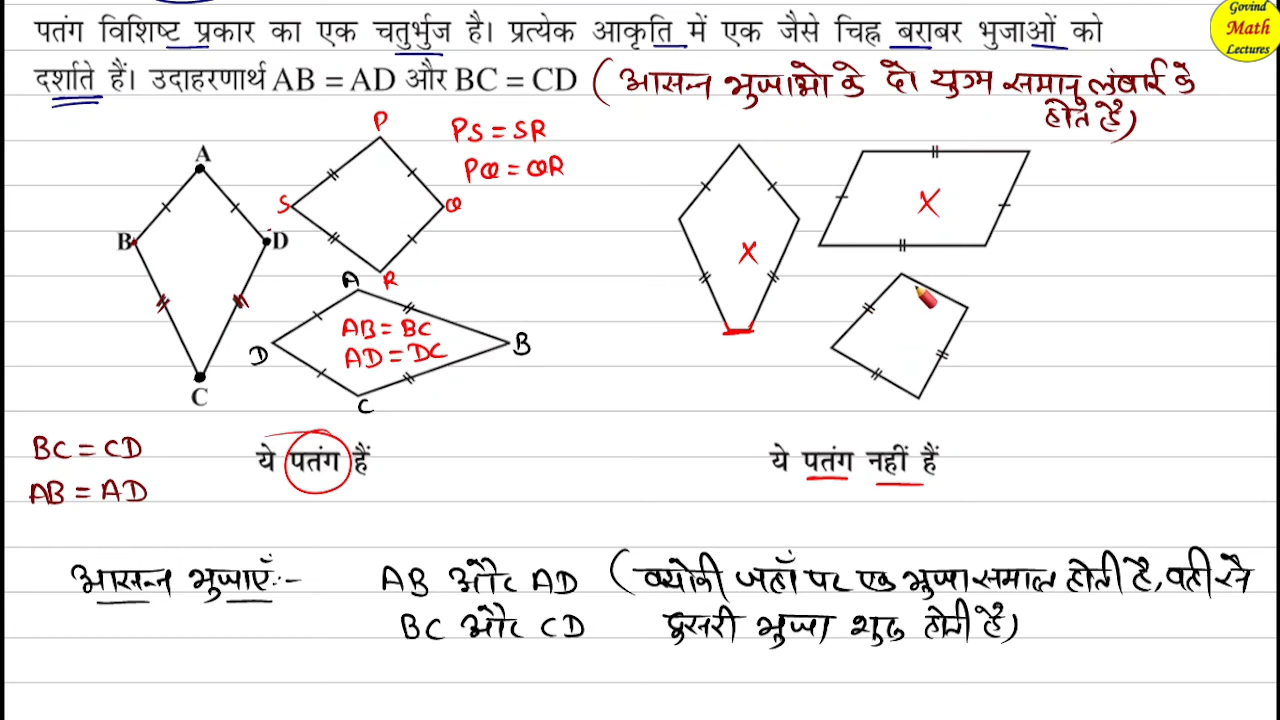 पतंग विशिष्ट प्रकार का एक चतुर्भुज है। प्रत्येक आकृति में एक जैसे चिह्न बराबर भुजाओं को
दर्शाते हैं। उदाहरणार्थ AB = AD और BC = CD (आसन्न भुजाओ के दो युग्म समान लंबाई के
होते है)
Govind
Math
Lectures
A
B
D
C
P
S
Q
R
PS = SR
PQ = QR
A
D
B
C
AB = BC
AD = DC
X
X
BC = CD
AB = AD
ये पतंग हैं
ये पतंग नहीं हैं
आसन्न भुजाएँ:- AB और AD (क्योकी जहाँ पर एक भुजा समाप्त होती है, वही से
BC और CD दुसरी भुजा शुरु होती है)